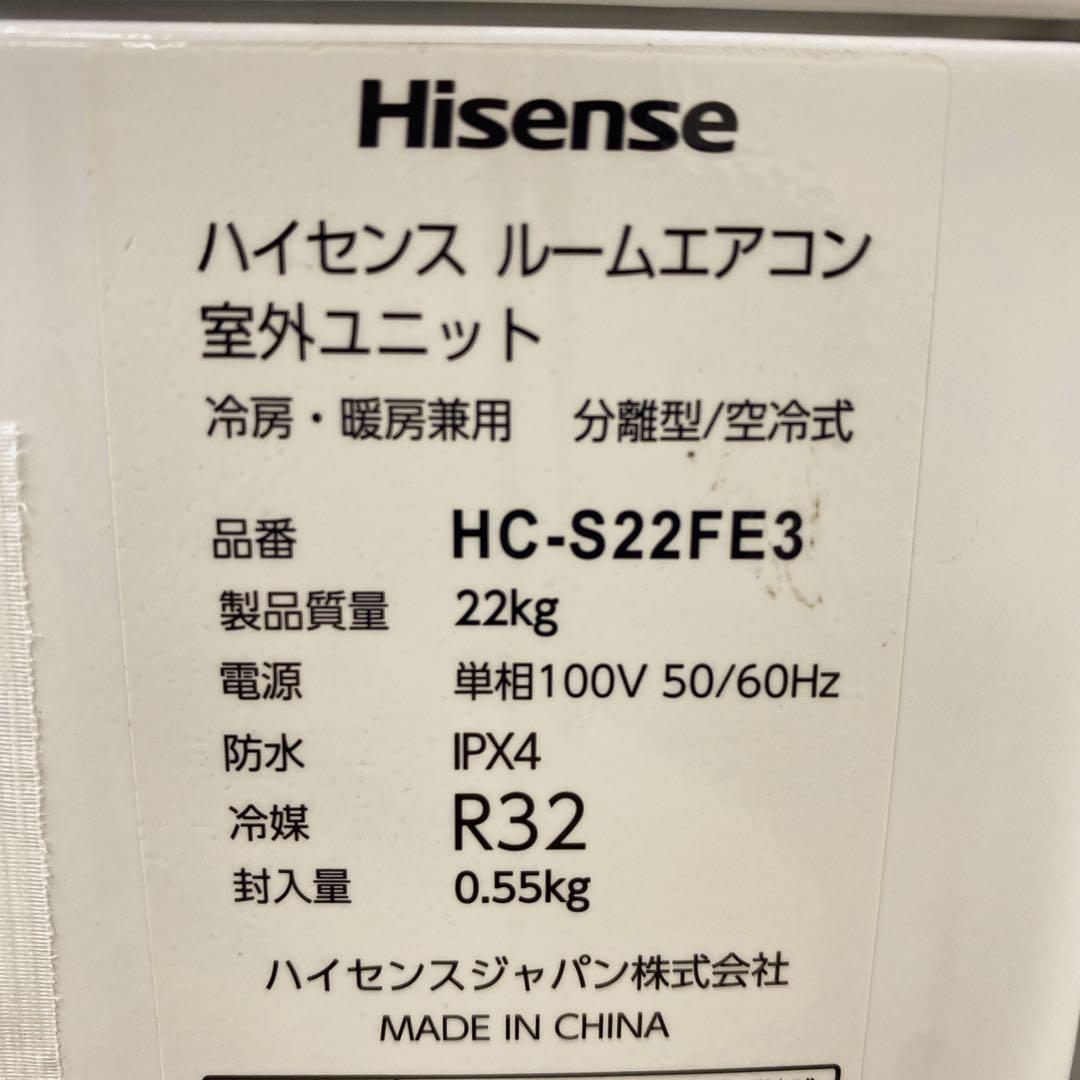 Hisense
ハイセンス ルームエアコン
室外ユニット
冷房・暖房兼用 分離型/空冷式
品番 HC-S22FE3
製品質量 22kg
電源 単相100V 50/60Hz
防水 IPX4
冷媒 R32
封入量 0.55kg
ハイセンスジャパン株式会社
MADE IN CHINA